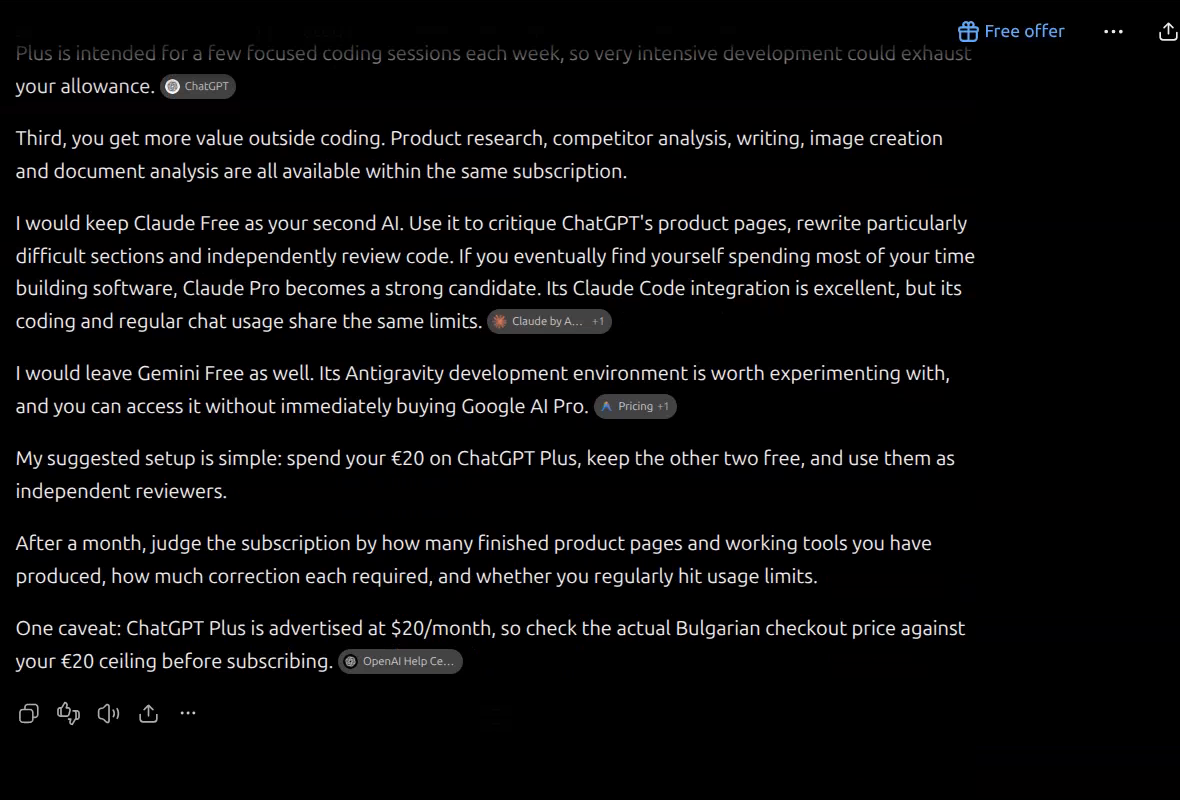 Free offer
Plus is intended for a few focused coding sessions each week, so very intensive development could exhaust
your allowance. ChatGPT
Third, you get more value outside coding. Product research, competitor analysis, writing, image creation
and document analysis are all available within the same subscription.
I would keep Claude Free as your second AI. Use it to critique ChatGPT's product pages, rewrite particularly
difficult sections and independently review code. If you eventually find yourself spending most of your time
building software, Claude Pro becomes a strong candidate. Its Claude Code integration is excellent, but its
coding and regular chat usage share the same limits. Claude by A... +1
I would leave Gemini Free as well. Its Antigravity development environment is worth experimenting with,
and you can access it without immediately buying Google AI Pro. Pricing +1
My suggested setup is simple: spend your €20 on ChatGPT Plus, keep the other two free, and use them as
independent reviewers.
After a month, judge the subscription by how many finished product pages and working tools you have
produced, how much correction each required, and whether you regularly hit usage limits.
One caveat: ChatGPT Plus is advertised at $20/month, so check the actual Bulgarian checkout price against
your €20 ceiling before subscribing. OpenAI Help Ce...